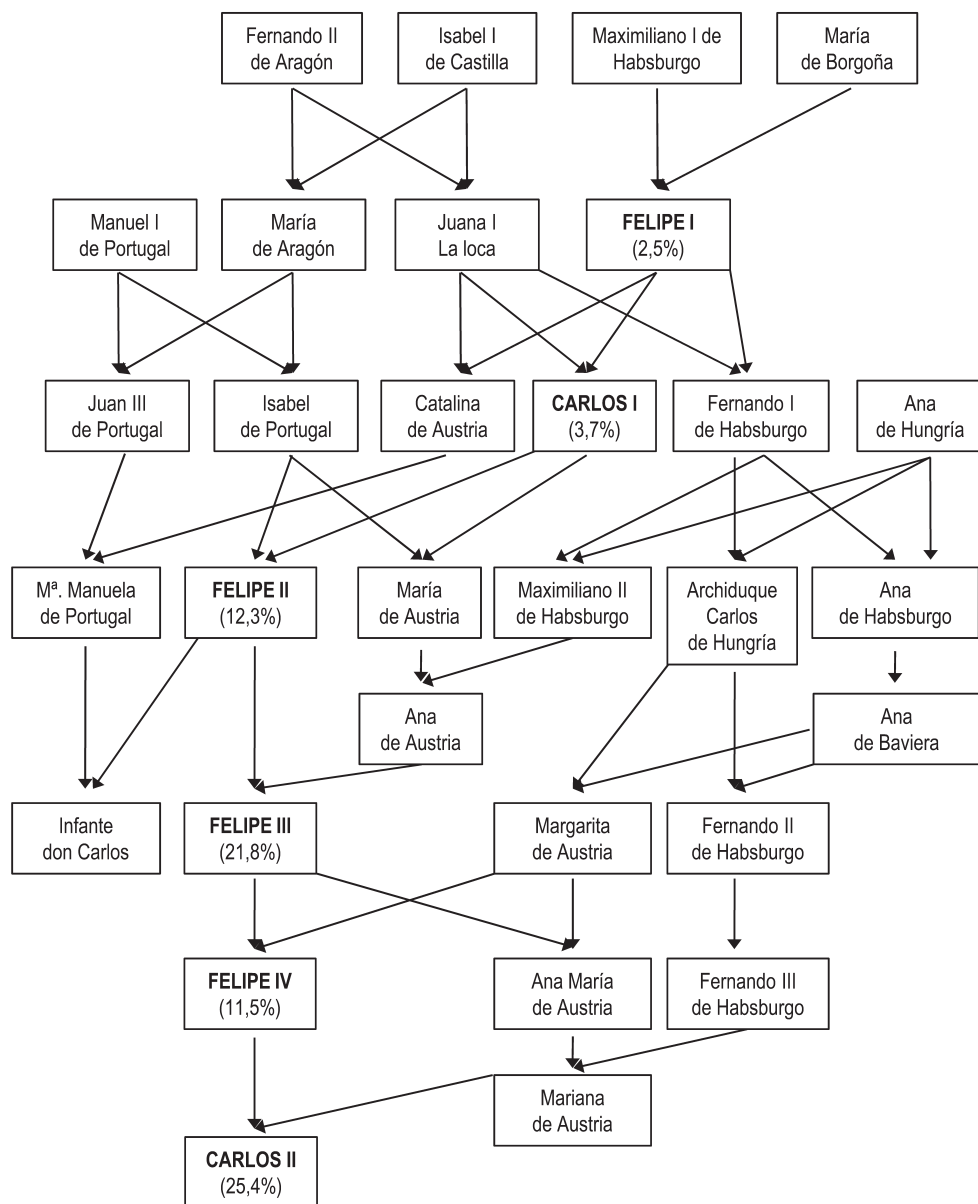 Fernando II
de Aragón
Isabel I
de Castilla
Maximiliano I de
Habsburgo
María
de Borgoña
Manuel I
de Portugal
María
de Aragón
Juana I
La loca
FELIPE I
(2,5%)
Juan III
de Portugal
Isabel
de Portugal
Catalina
de Austria
CARLOS I
(3,7%)
Fernando I
de Habsburgo
Ana
de Hungría
Mª. Manuela
de Portugal
FELIPE II
(12,3%)
María
de Austria
Maximiliano II
de Habsburgo
Archiduque
Carlos
de Hungría
Ana
de Habsburgo
Ana
de Austria
Ana
de Baviera
Infante
don Carlos
FELIPE III
(21,8%)
Margarita
de Austria
Fernando II
de Habsburgo
FELIPE IV
(11,5%)
Ana María
de Austria
Fernando III
de Habsburgo
Mariana
de Austria
CARLOS II
(25,4%)